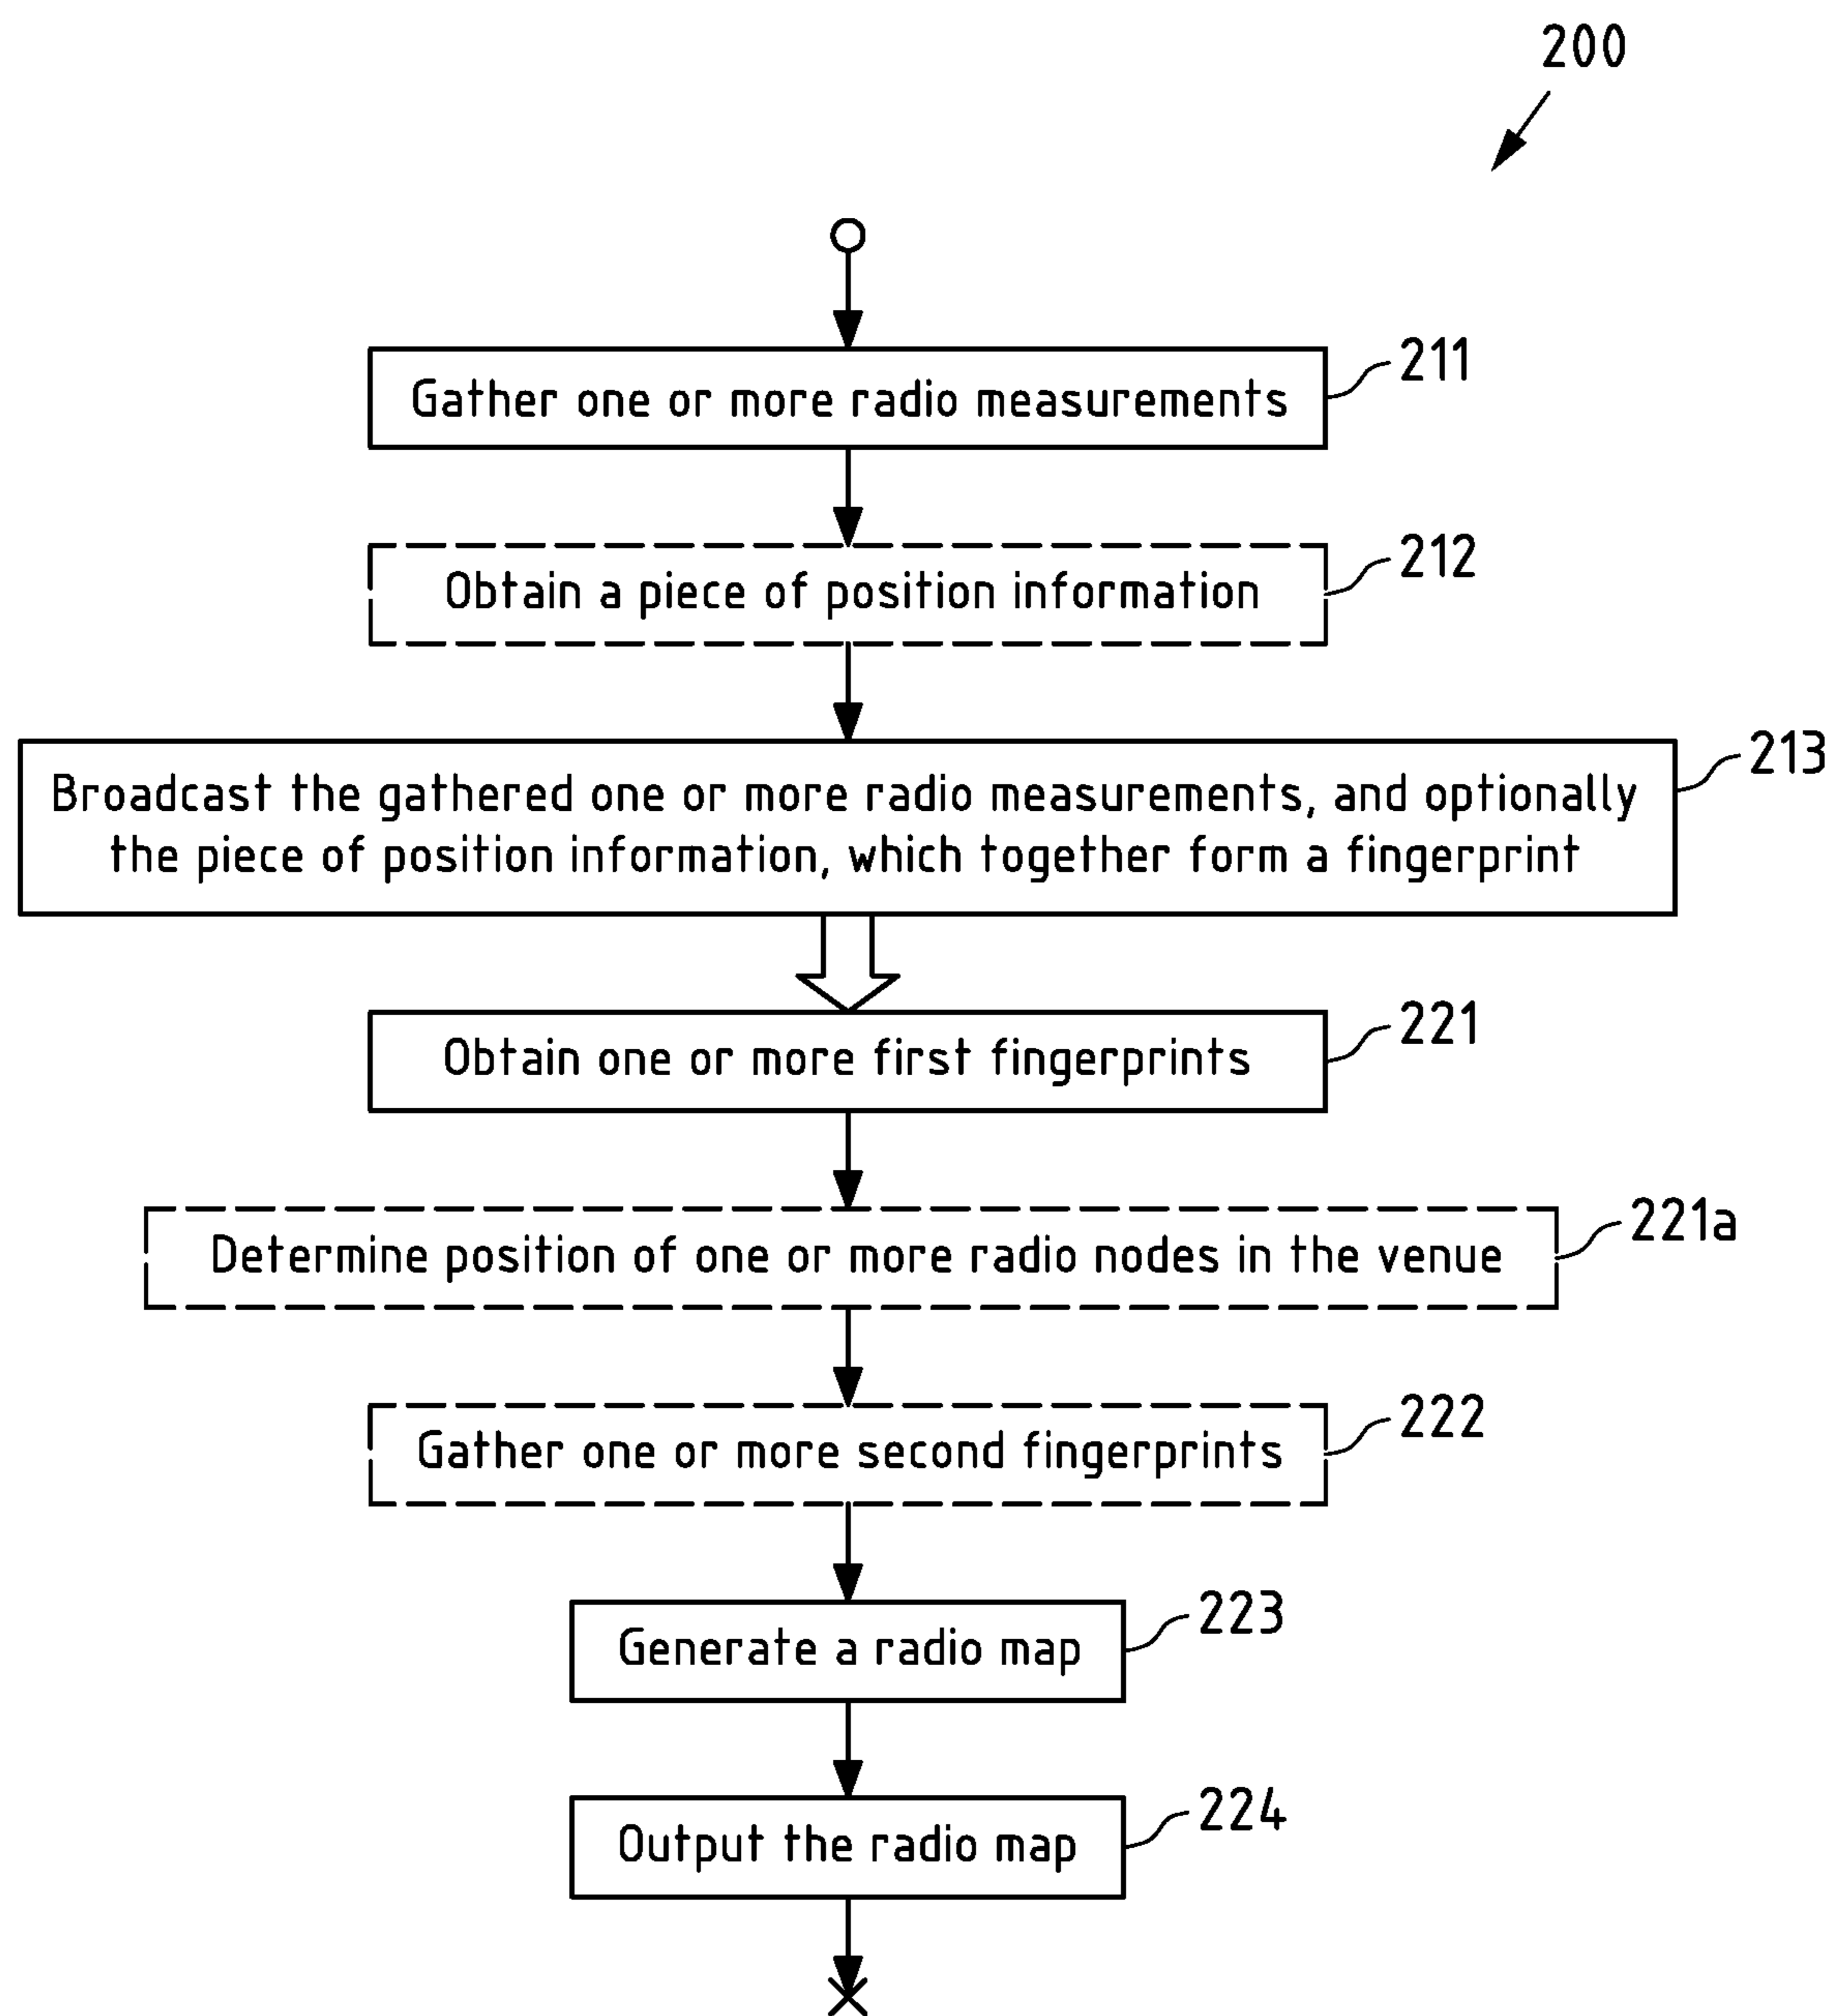 200
Gather one or more radio measurements
211
Obtain a piece of position information
212
Broadcast the gathered one or more radio measurements, and optionally
the piece of position information, which together form a fingerprint
213
Obtain one or more first fingerprints
221
Determine position of one or more radio nodes in the venue
221a
Gather one or more second fingerprints
222
Generate a radio map
223
Output the radio map
224